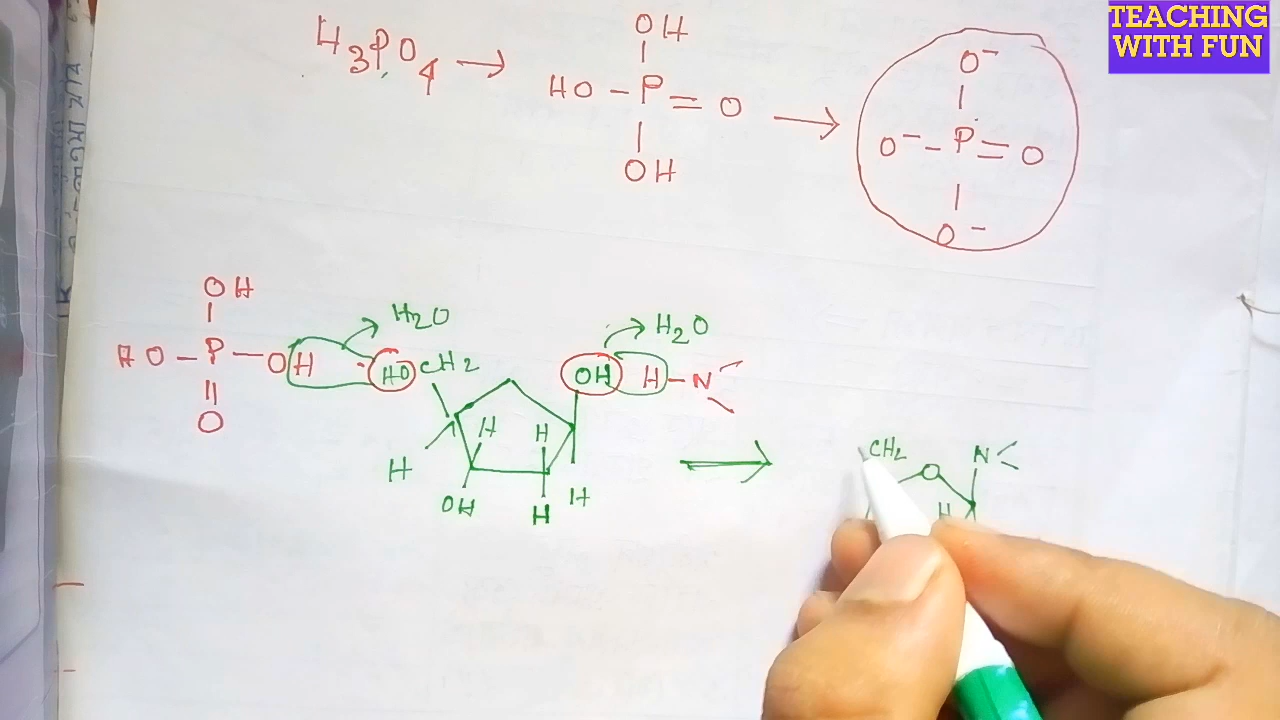 TEACHING
WITH FUN
H3PO4 →
OH
HO - P = O →
OH
O-
O- - P = O
O-
OH
HO - P - OH
O
H2O
HO CH2
H2O
OH H - N
H H
H
OH H H
CH2 O N
H